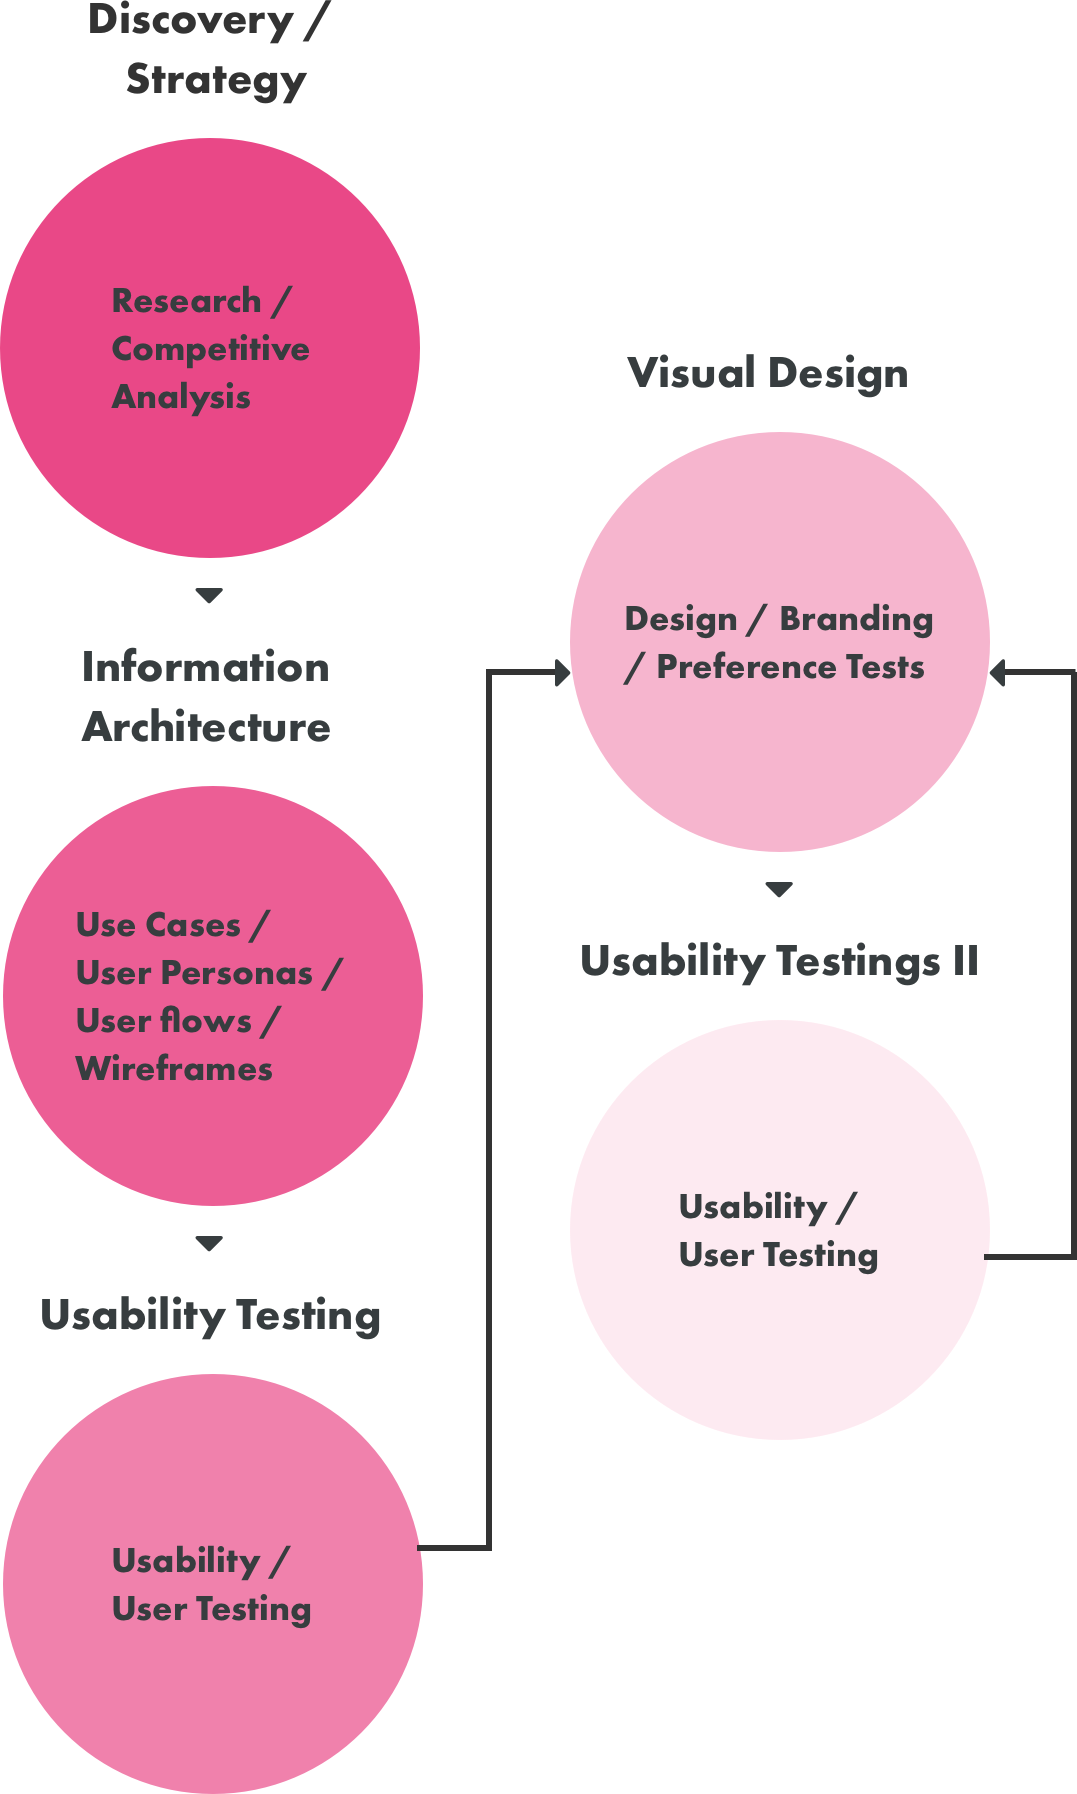 Discovery /
Strategy
Research /
Competitive
Analysis
Information
Architecture
Use Cases /
User Personas /
User flows /
Wireframes
Usability Testing
Usability /
User Testing
Visual Design
Design / Branding
/ Preference Tests
Usability Testings II
Usability /
User Testing